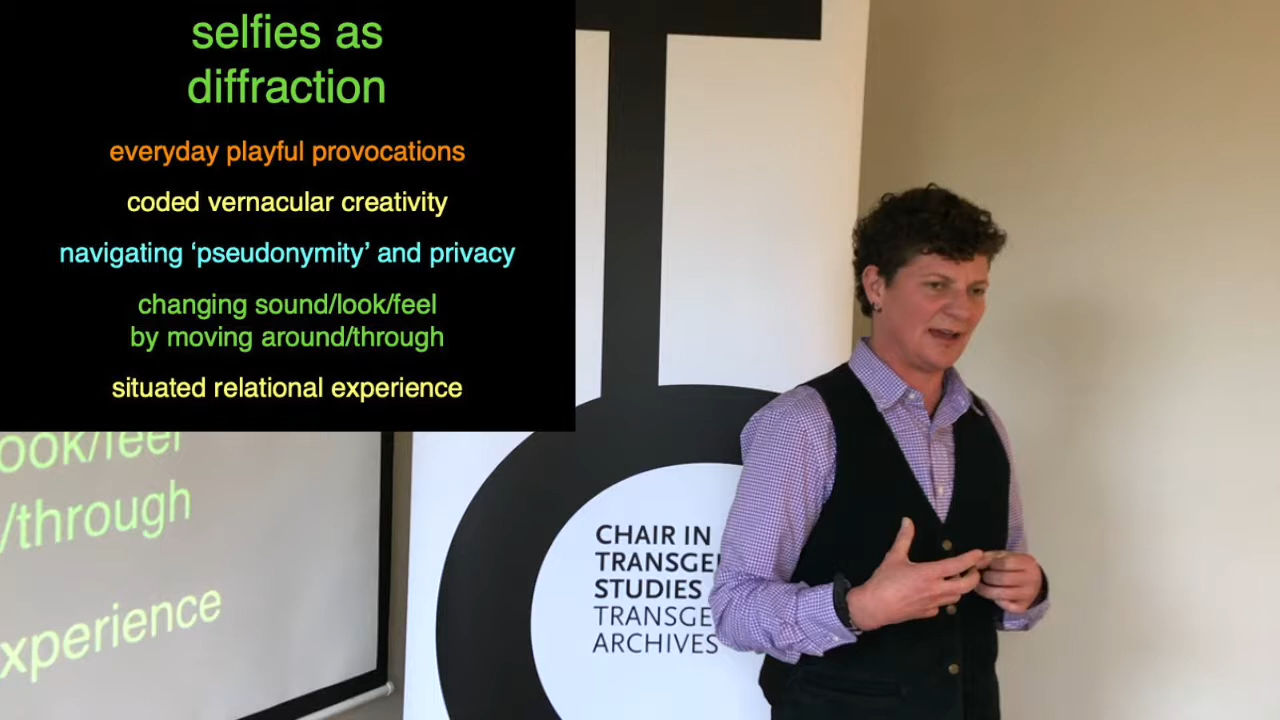 selfies as
diffraction
everyday playful provocations
coded vernacular creativity
navigating ‘pseudonymity’ and privacy
changing sound/look/feel
by moving around/through
situated relational experience
/through
CHAIR IN
STUDIES
ARCHIVES